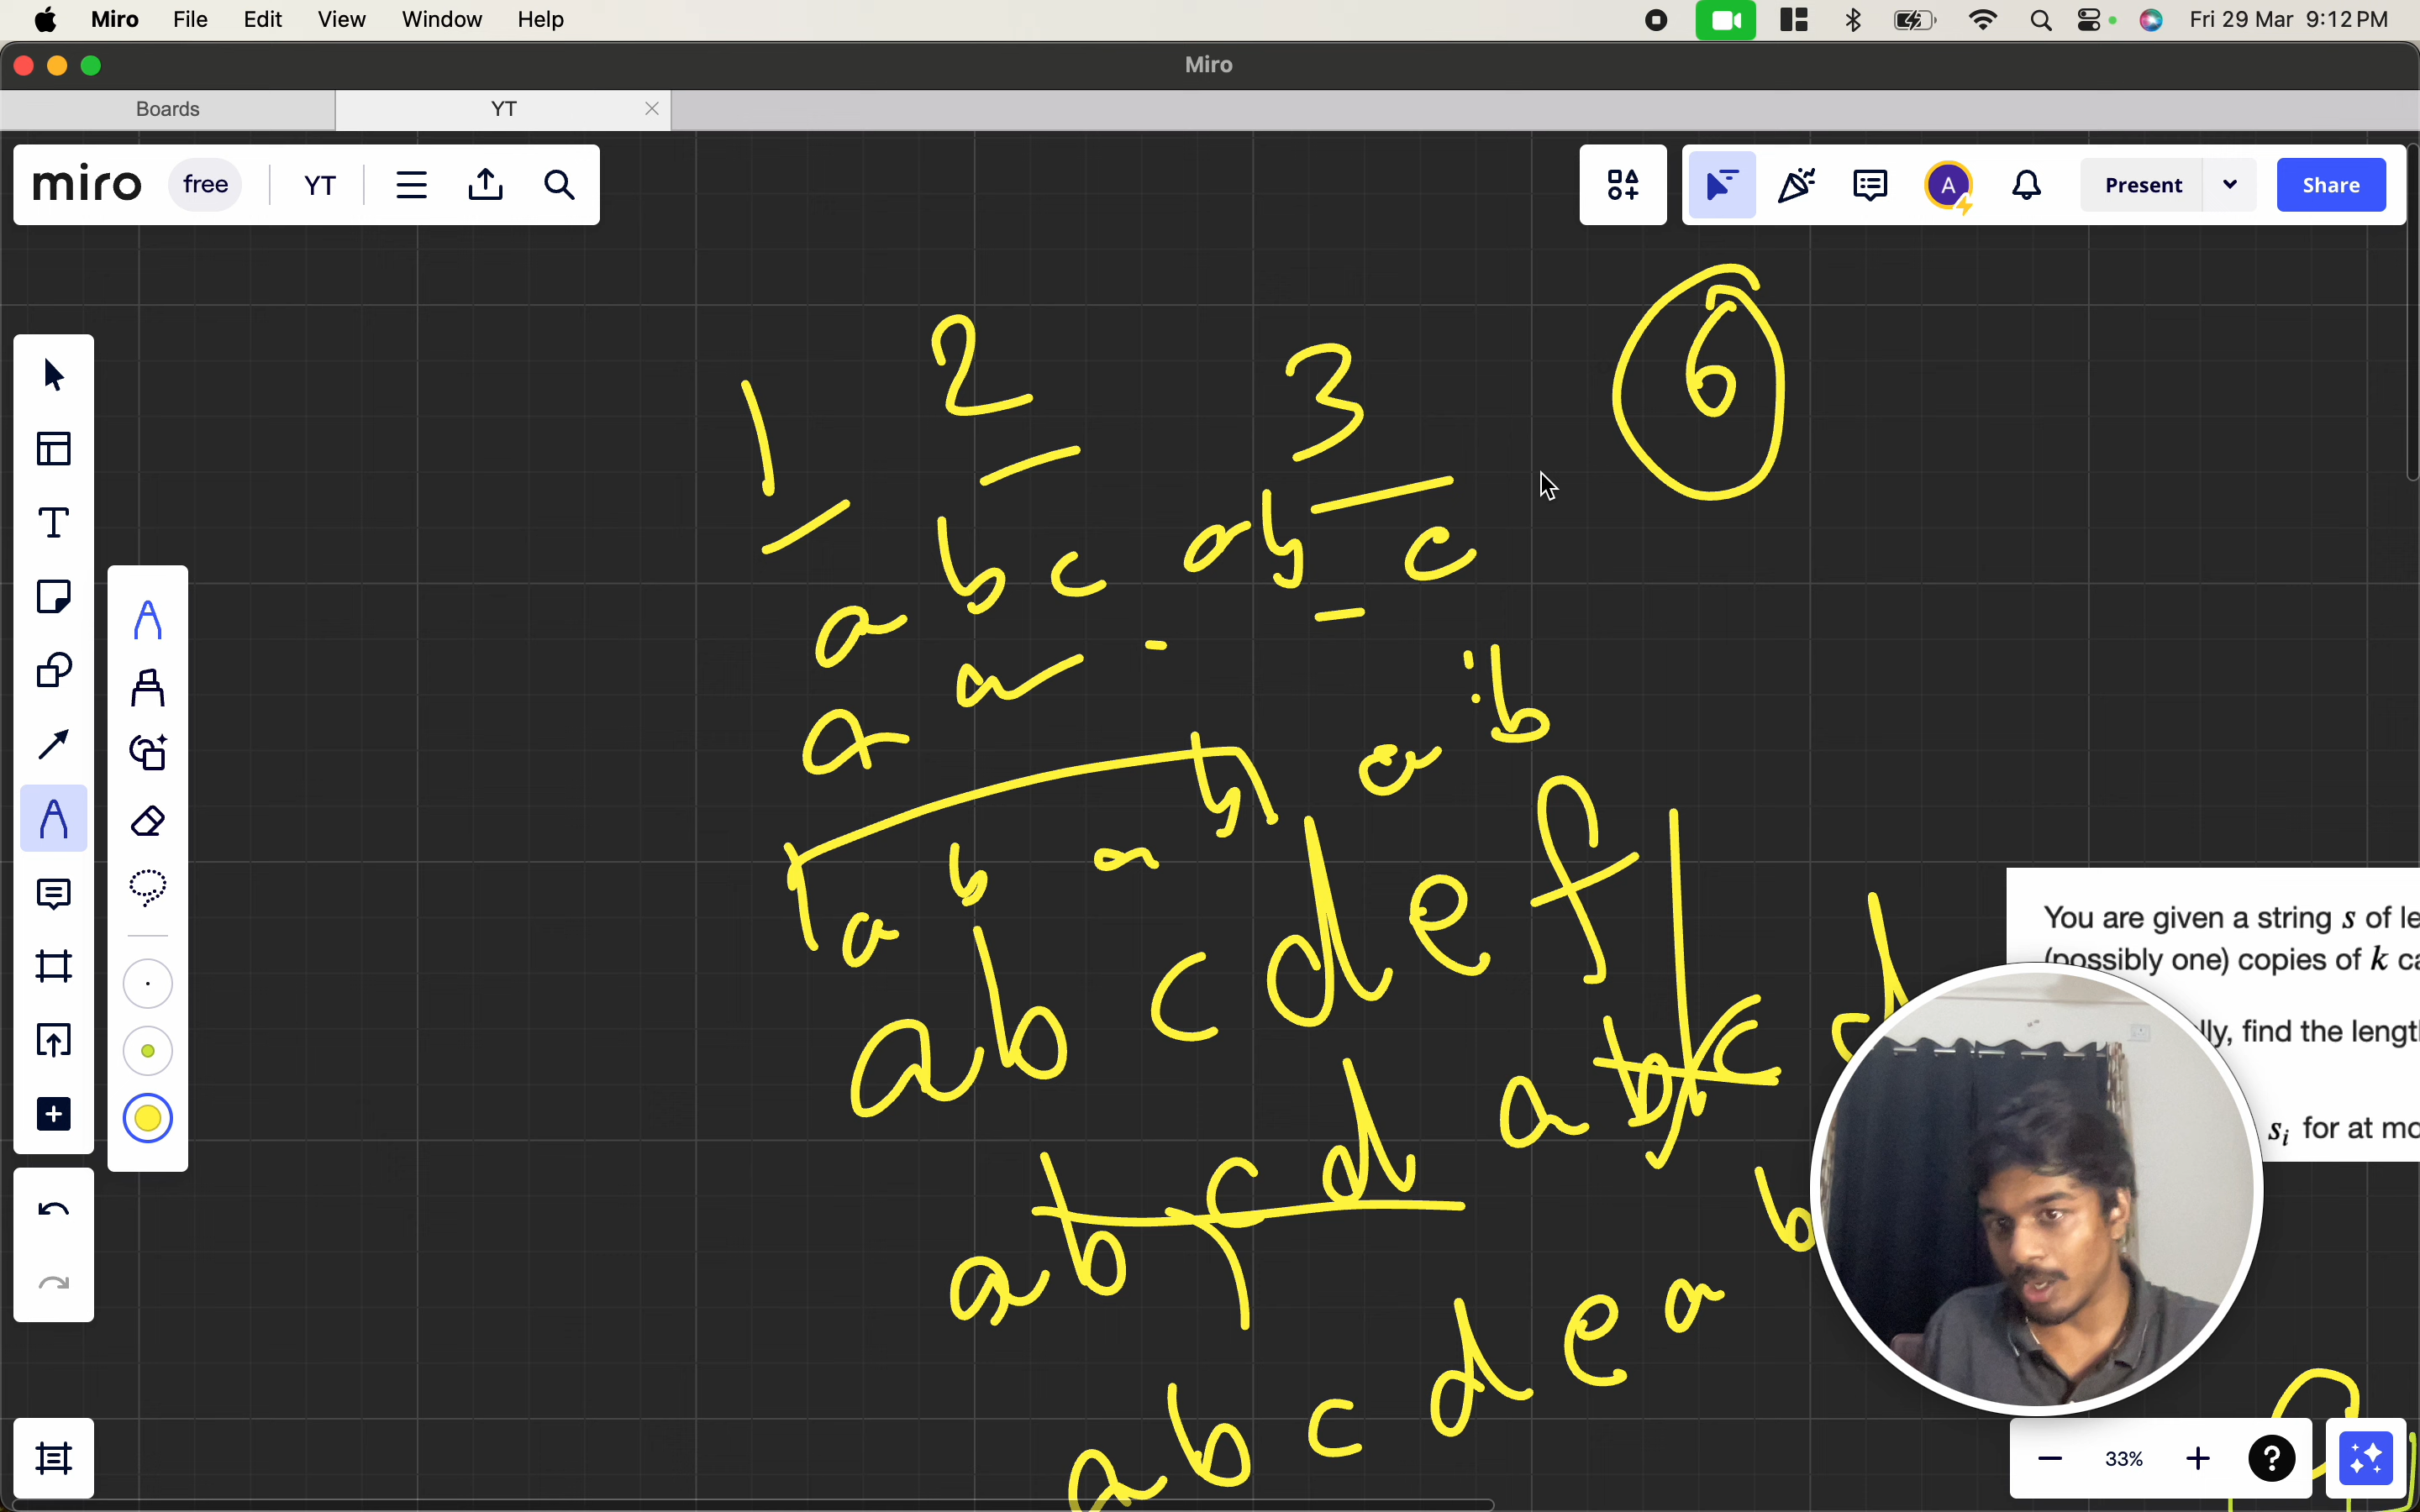 Miro File Edit View Window Help Fri 29 Mar 9:12 PM
Miro
Boards YT
miro free YT Present Share
6
1 2 3
a b c a b c
a a - -
a : b
a b a b a
a b c d e f
a b c d a b c d
a b c d e a b
You are given a string s of le
(possibly one) copies of k ca
lly, find the lengt
s_i for at mo
33%